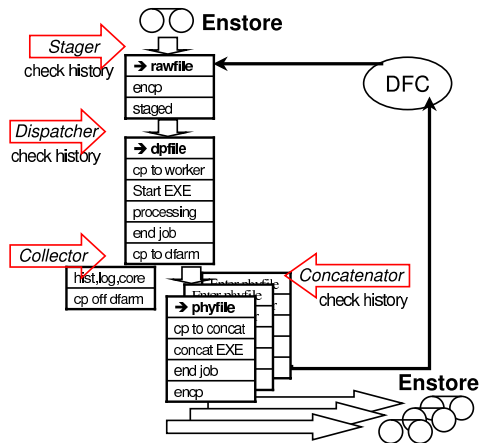 Enstore
Stager
check history
➔ rawfile
encp
staged
DFC
Dispatcher
check history
➔ dpfile
cp to worker
Start EXE
processing
end job
cp to dfarm
Collector
hist,log,core
cp off dfarm
Concatenator
check history
Enter phyfile
➔ phyfile
cp to concat
concat EXE
end job
encp
Enstore